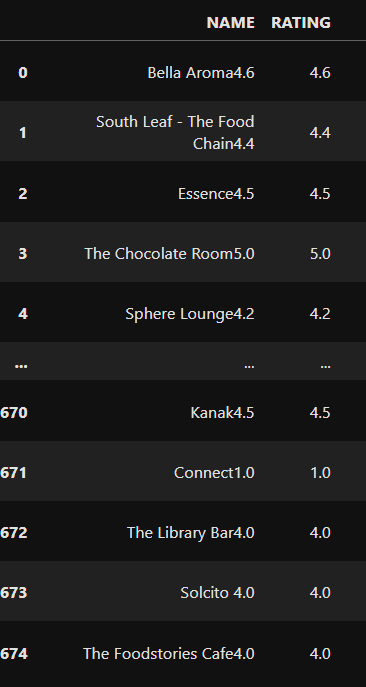 NAME RATING
0 Bella Aroma4.6 4.6
1 South Leaf - The Food
Chain4.4 4.4
2 Essence4.5 4.5
3 The Chocolate Room5.0 5.0
4 Sphere Lounge4.2 4.2
... ... ...
670 Kanak4.5 4.5
671 Connect1.0 1.0
672 The Library Bar4.0 4.0
673 Solcito 4.0 4.0
674 The Foodstories Cafe4.0 4.0